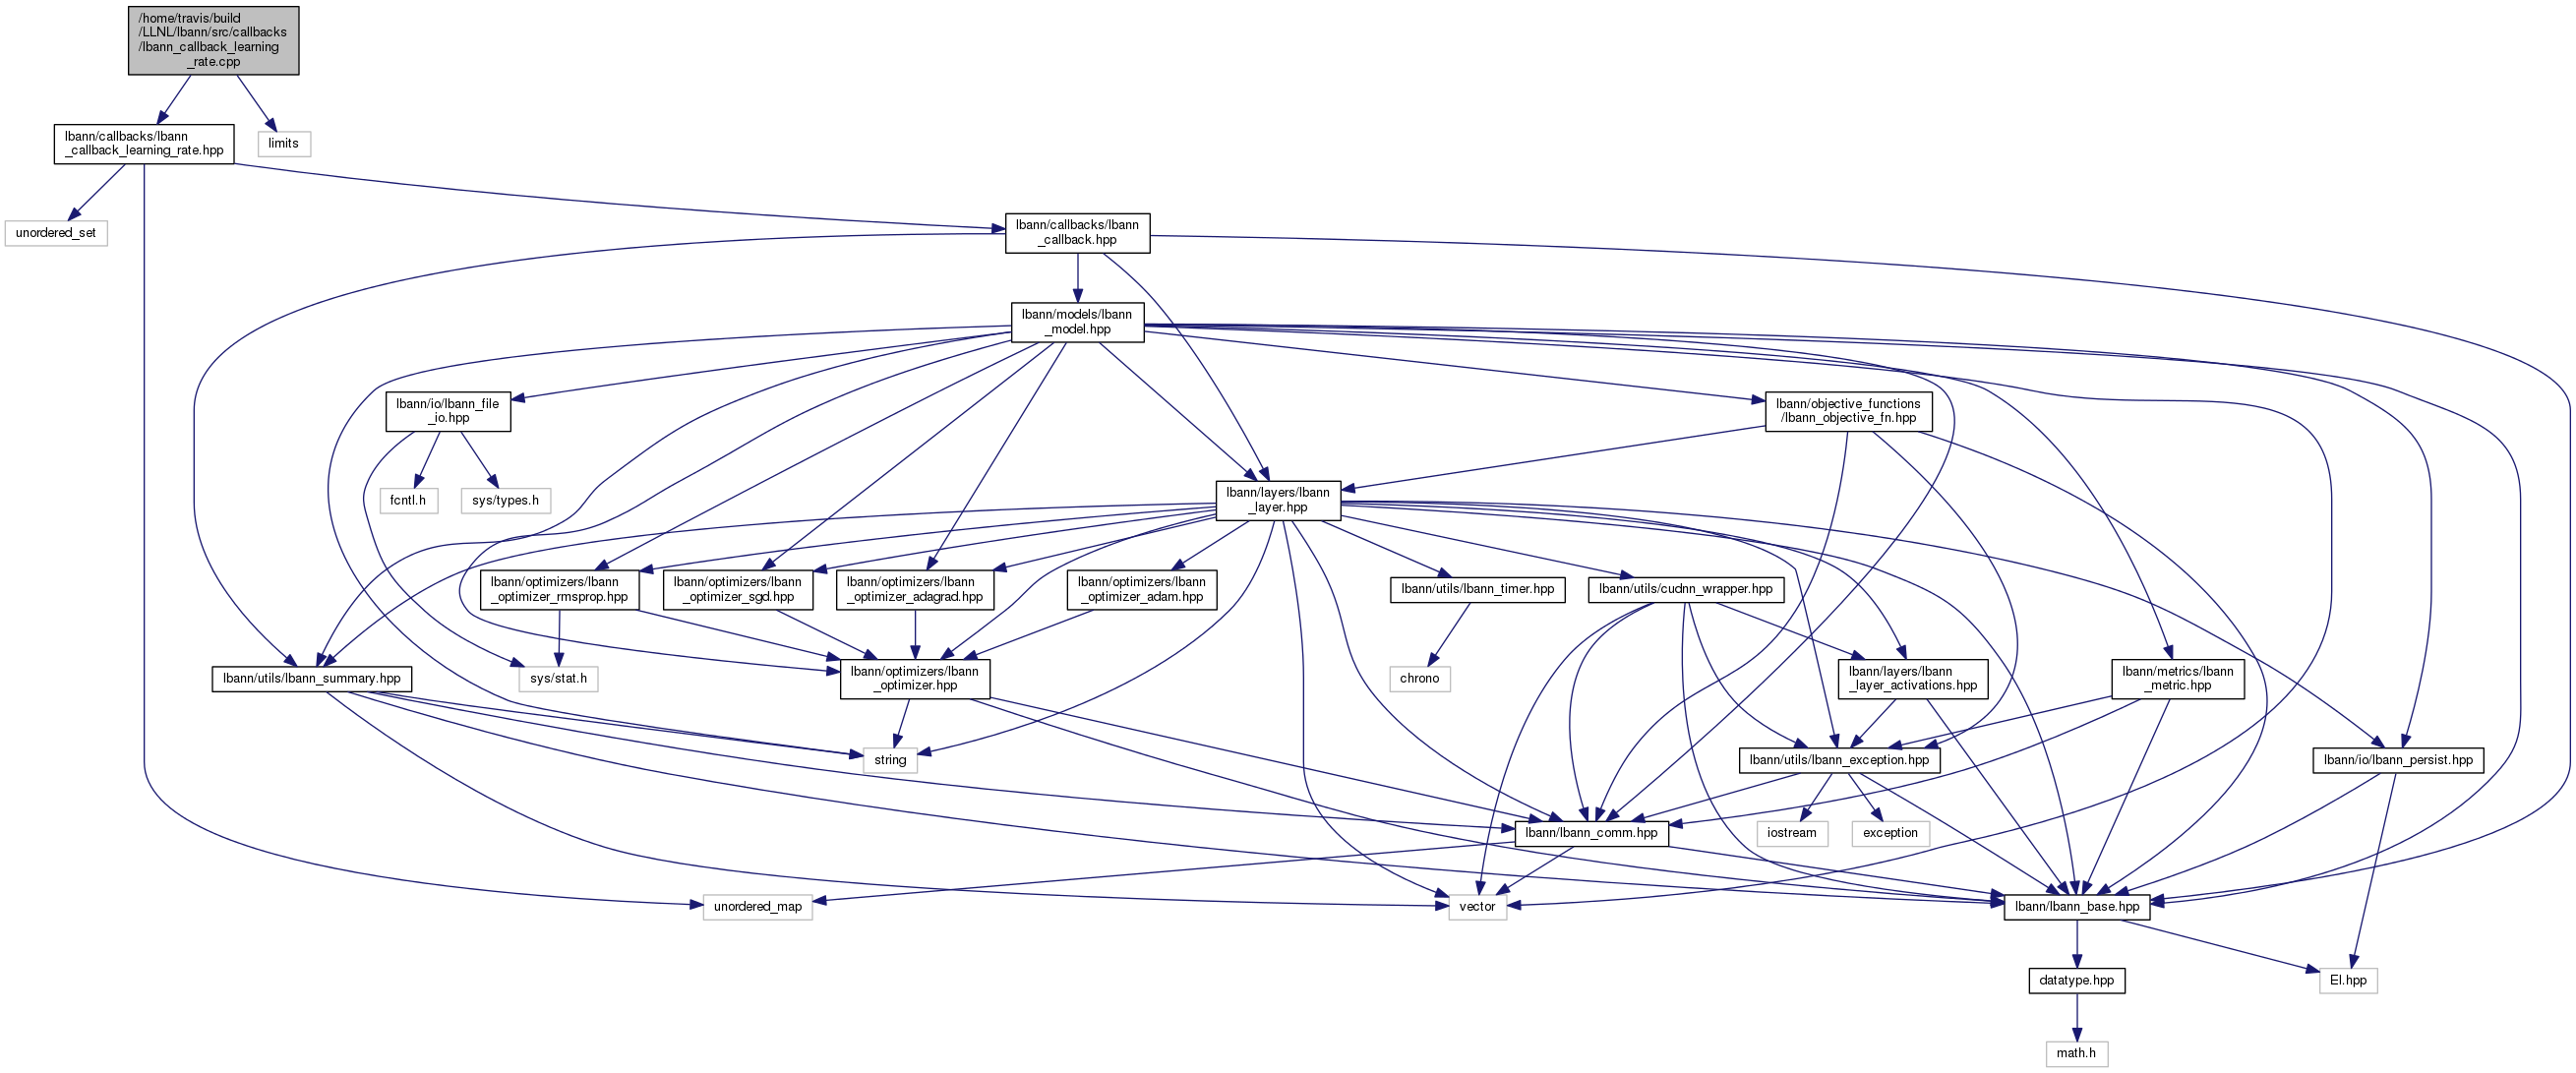 /home/travis/build
/LLNL/lbann/src/callbacks
/lbann_callback_learning
_rate.cpp
lbann/callbacks/lbann
_callback_learning_rate.hpp
limits
unordered_set
lbann/callbacks/lbann
_callback.hpp
lbann/models/lbann
_model.hpp
lbann/io/lbann_file
_io.hpp
lbann/objective_functions
/lbann_objective_fn.hpp
fcntl.h
sys/types.h
lbann/layers/lbann
_layer.hpp
lbann/optimizers/lbann
_optimizer_rmsprop.hpp
lbann/optimizers/lbann
_optimizer_sgd.hpp
lbann/optimizers/lbann
_optimizer_adagrad.hpp
lbann/optimizers/lbann
_optimizer_adam.hpp
lbann/utils/lbann_timer.hpp
lbann/utils/cudnn_wrapper.hpp
lbann/utils/lbann_summary.hpp
sys/stat.h
lbann/optimizers/lbann
_optimizer.hpp
chrono
lbann/layers/lbann
_layer_activations.hpp
lbann/metrics/lbann
_metric.hpp
string
lbann/utils/lbann_exception.hpp
lbann/io/lbann_persist.hpp
lbann/lbann_comm.hpp
iostream
exception
unordered_map
vector
lbann/lbann_base.hpp
datatype.hpp
El.hpp
math.h